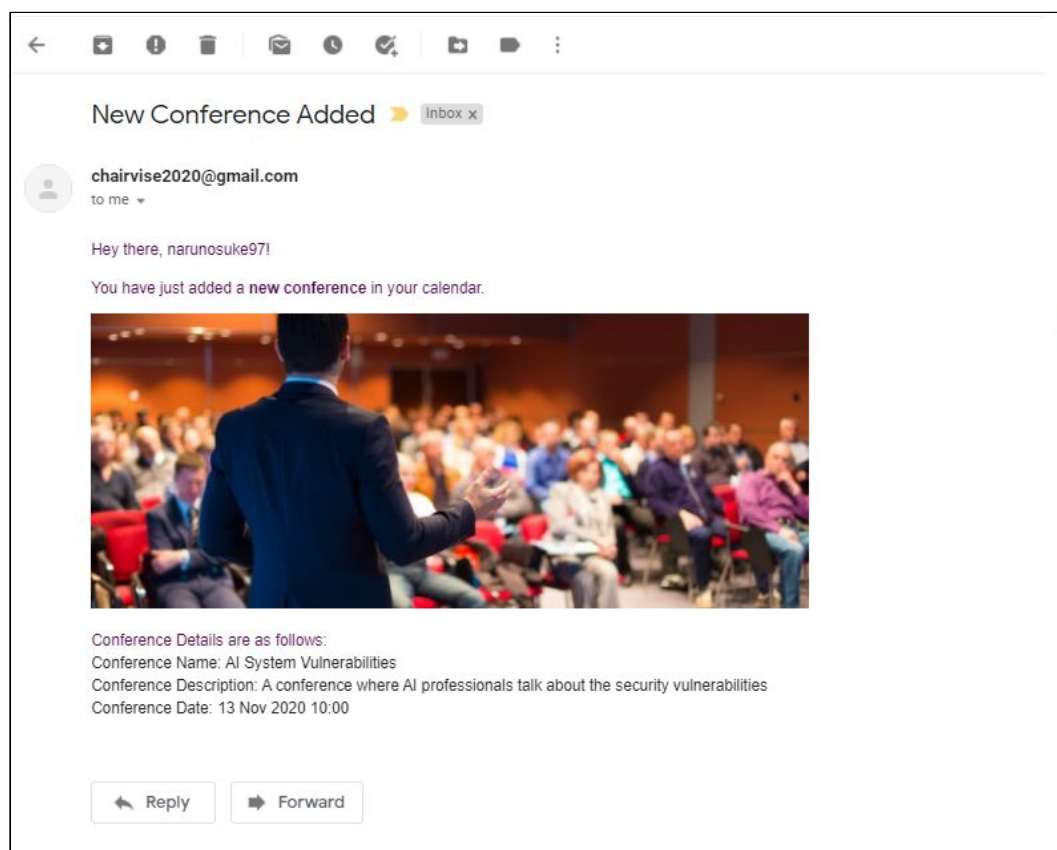 New Conference Added
Inbox x
chairvise2020@gmail.com
to me
Hey there, narunosuke97!
You have just added a new conference in your calendar.
Conference Details are as follows:
Conference Name: AI System Vulnerabilities
Conference Description: A conference where AI professionals talk about the security vulnerabilities
Conference Date: 13 Nov 2020 10:00
Reply
Forward